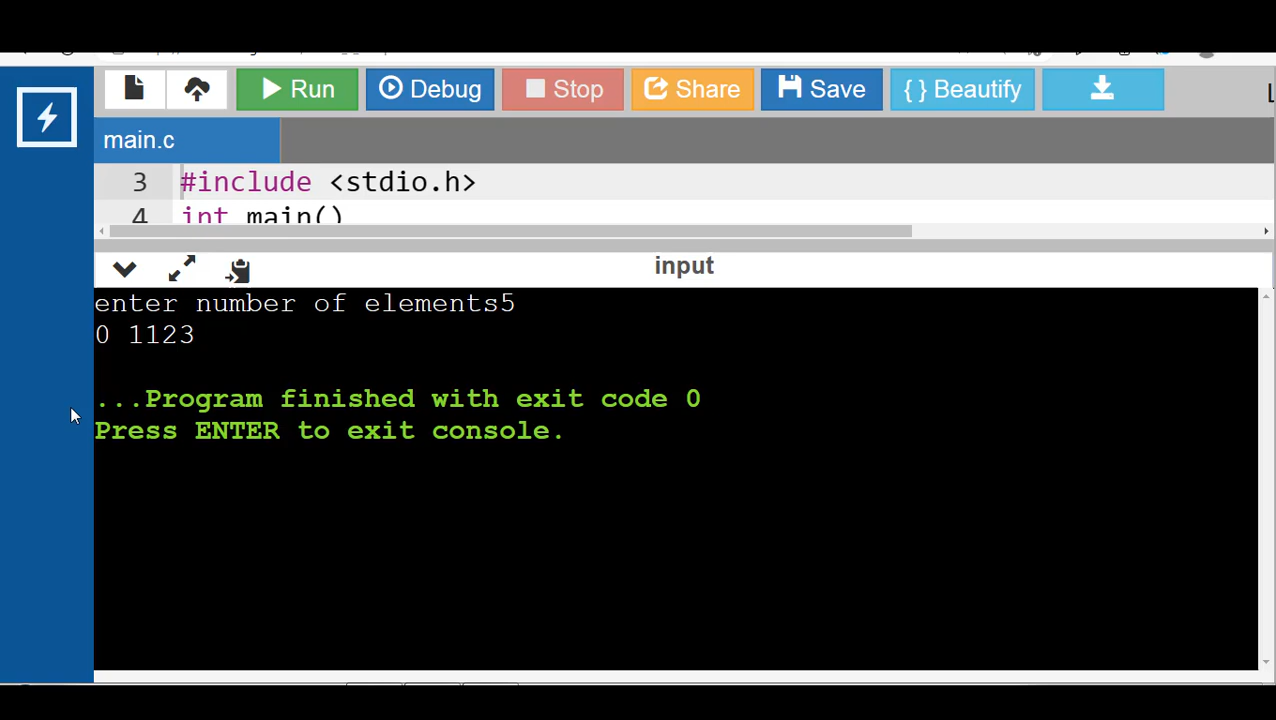 Run Debug Stop Share Save { } Beautify
main.c
3 #include <stdio.h>
4 int main()
input
enter number of elements5
0 1123
...Program finished with exit code 0
Press ENTER to exit console.